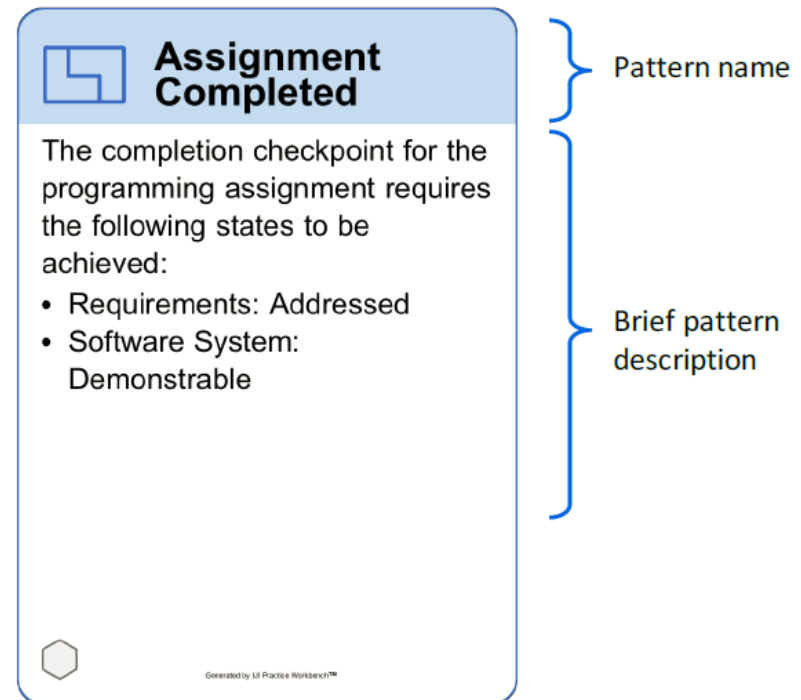 Assignment
Completed
Pattern name
The completion checkpoint for the
programming assignment requires
the following states to be
achieved:
• Requirements: Addressed
• Software System:
Demonstrable
Brief pattern
description
Generated by IJI Practice Workbench™